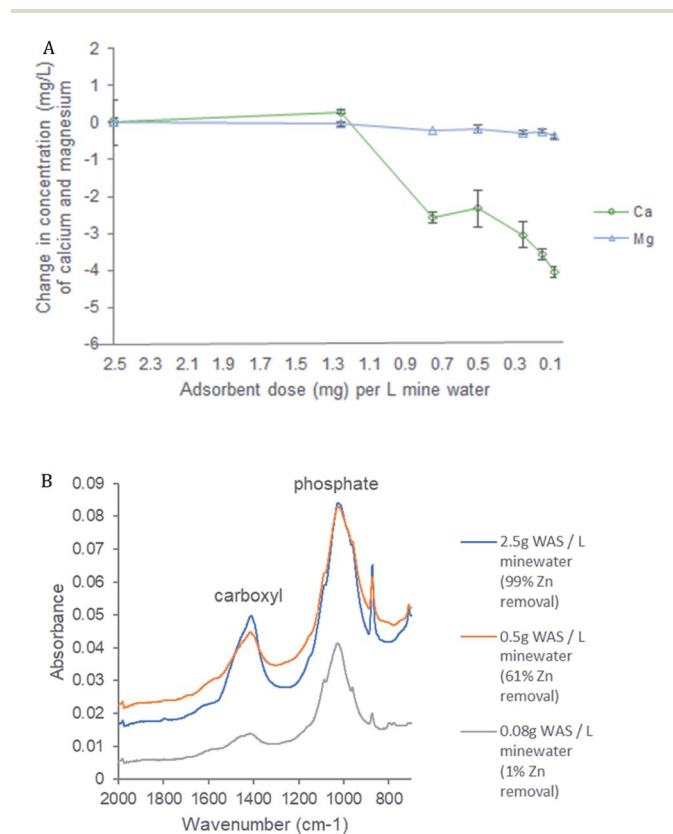 A
Change in concentration (mg/L)
of calcium and magnesium
2
1
0
-1
-2
-3
-4
-5
-6
2.5 2.3 2.1 1.9 1.7 1.5 1.3 1.1 0.9 0.7 0.5 0.3 0.1
Adsorbent dose (mg) per L mine water
Ca
Mg
B
Absorbance
0.09
0.08
0.07
0.06
0.05
0.04
0.03
0.02
0.01
0
phosphate
carboxyl
2000 1800 1600 1400 1200 1000 800
Wavenumber (cm-1)
2.5g WAS / L
minewater
(99% Zn
removal)
0.5g WAS / L
minewater
(61% Zn
removal)
0.08g WAS / L
minewater
(1% Zn
removal)